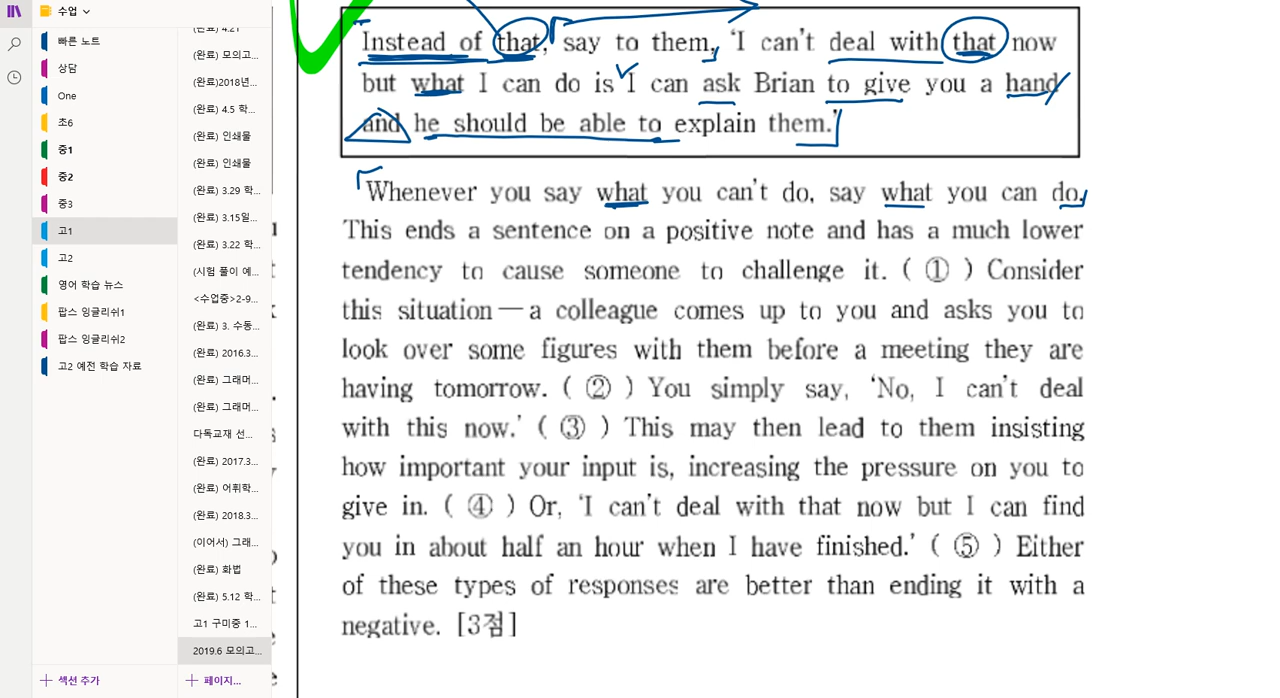 수업
빠른 노트
상담
One
초6
중1
중2
중3
고1
고2
영어 학습 뉴스
팝스 잉글리쉬1
팝스 잉글리쉬2
고2 예전 학습 자료
섹션 추가
(완료) 4.21
(완료) 모의고...
(완료)2018년...
(완료) 4.5 학...
(완료) 인쇄물
(완료) 인쇄물
(완료) 3.29 학...
(완료) 3.15일...
(완료) 3.22 학...
(시험 풀이 예...
<수업중>2-9...
(완료) 3. 수동...
(완료) 2016.3...
(완료) 그래머...
(완료) 그래머...
다독교재 선...
(완료) 2017.3...
(완료) 어휘학...
(완료) 2018.3...
(이어서) 그래...
(완료) 화법
(완료) 5.12 학...
고1 구미중 1...
2019.6 모의고...
페이지...
Instead of that, say to them, ‘I can't deal with that now
but what I can do is I can ask Brian to give you a hand
and he should be able to explain them.’
Whenever you say what you can't do, say what you can do.
This ends a sentence on a positive note and has a much lower
tendency to cause someone to challenge it. ( ① ) Consider
this situation — a colleague comes up to you and asks you to
look over some figures with them before a meeting they are
having tomorrow. ( ② ) You simply say, ‘No, I can't deal
with this now.’ ( ③ ) This may then lead to them insisting
how important your input is, increasing the pressure on you to
give in. ( ④ ) Or, ‘I can't deal with that now but I can find
you in about half an hour when I have finished.’ ( ⑤ ) Either
of these types of responses are better than ending it with a
negative. [3점]